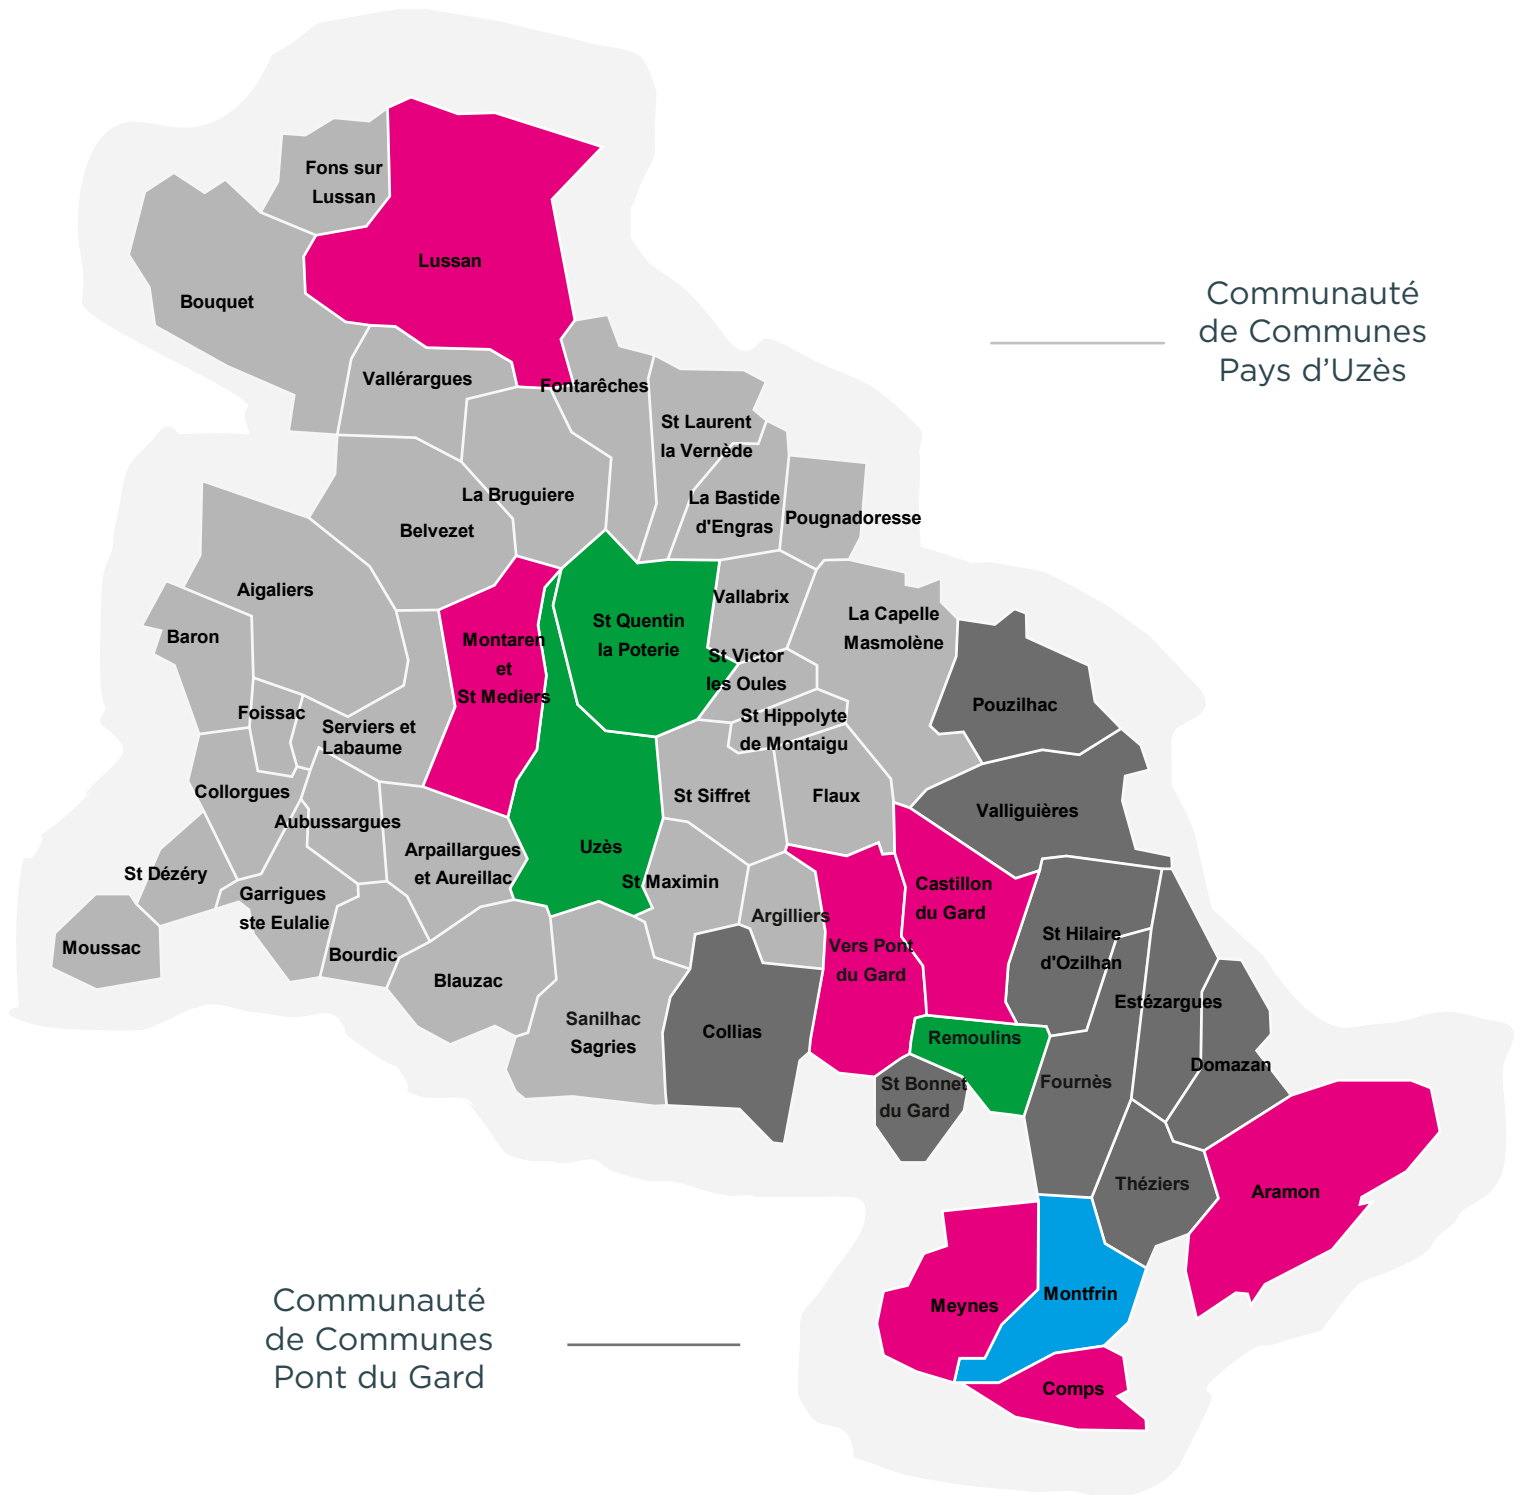 Fons sur
Lussan
Lussan
Bouquet
Communauté
de Communes
Pays d'Uzès
Vallérargues
Fontarêches
St Laurent
la Vernède
La Bruguiere
La Bastide
d'Engras
Pougnadoresse
Belvezet
Aigaliers
Baron
Montaren
et
St Mediers
St Quentin
la Poterie
Vallabrix
La Capelle
Masmolène
St Victor
les Oules
Pouzilhac
Foissac
Serviers et
Labaume
St Hippolyte
de Montaigu
Collorgues
St Siffret
Flaux
Valliguières
Aubussargues
Arpaillargues
et Aureillac
Uzès
St Dézéry
Garrigues
ste Eulalie
St Maximin
Castillon
du Gard
Argilliers
Moussac
Bourdic
Vers Pont
du Gard
St Hilaire
d'Ozilhan
Blauzac
Estézargues
Sanilhac
Sagries
Collias
Remoulins
Domazan
St Bonnet
du Gard
Fournès
Théziers
Aramon
Communauté
de Communes
Pont du Gard
Meynes
Montfrin
Comps